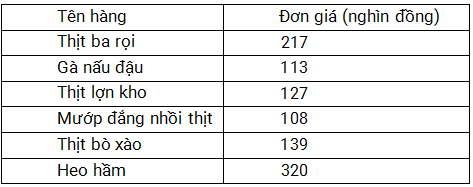 Tên hàng Đơn giá (nghìn đồng)
Thịt ba rọi 217
Gà nấu đậu 113
Thịt lợn kho 127
Mướp đắng nhồi thịt 108
Thịt bò xào 139
Heo hầm 320